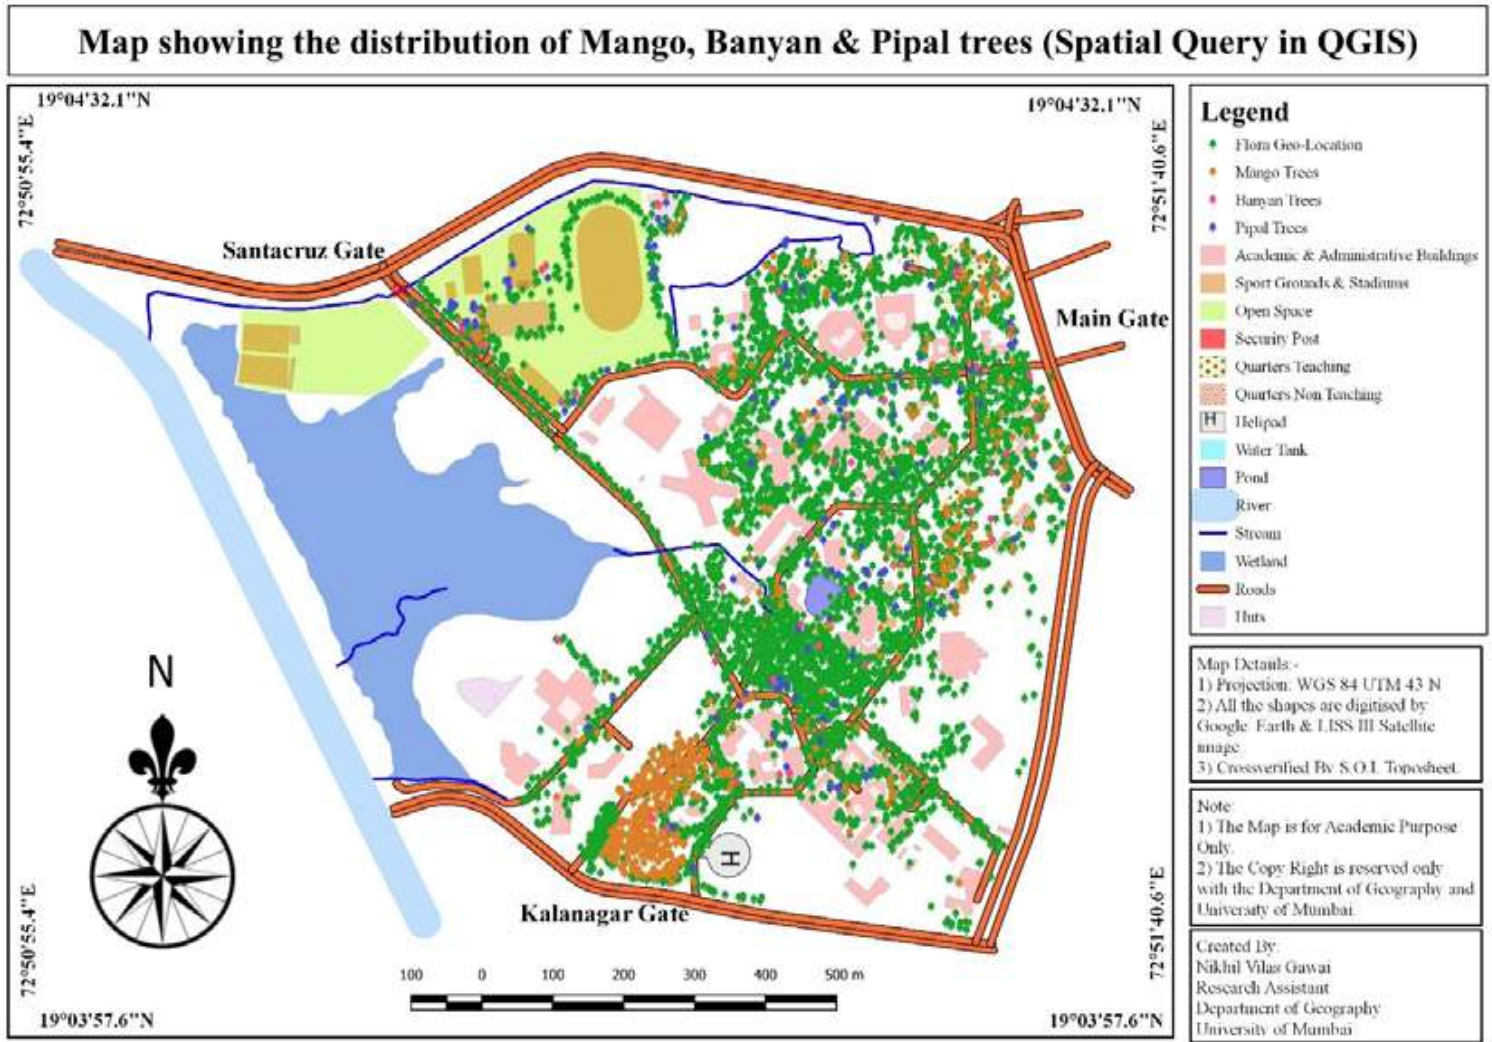 Map showing the distribution of Mango, Banyan & Pipal trees (Spatial Query in QGIS)
19°04'32.1"N
19°04'32.1"N
72°50'55.4"E
72°51'40.6"E
Santacruz Gate
Main Gate
N
H
Kalanagar Gate
72°50'55.4"E
72°51'40.6"E
100 0 100 200 300 400 500 m
19°03'57.6"N
19°03'57.6"N
Legend
Flora Geo-Location
Mango Trees
Banyan Trees
Pipal Trees
Academic & Administrative Buildings
Sport Grounds & Stadiums
Open Space
Security Post
Quarters Teaching
Quarters Non Teaching
H Helipad
Water Tank
Pond
River
Stream
Wetland
Roads
Huts
Map Details:-
1) Projection: WGS 84 UTM 43 N
2) All the shapes are digitised by
Google Earth & LISS III Satellite
image
3) Crossverified By S.O.I. Toposheet
Note:
1) The Map is for Academic Purpose
Only.
2) The Copy Right is reserved only
with the Department of Geography and
University of Mumbai.
Created By:
Nikhil Vilas Gawai
Research Assistant
Department of Geography
University of Mumbai